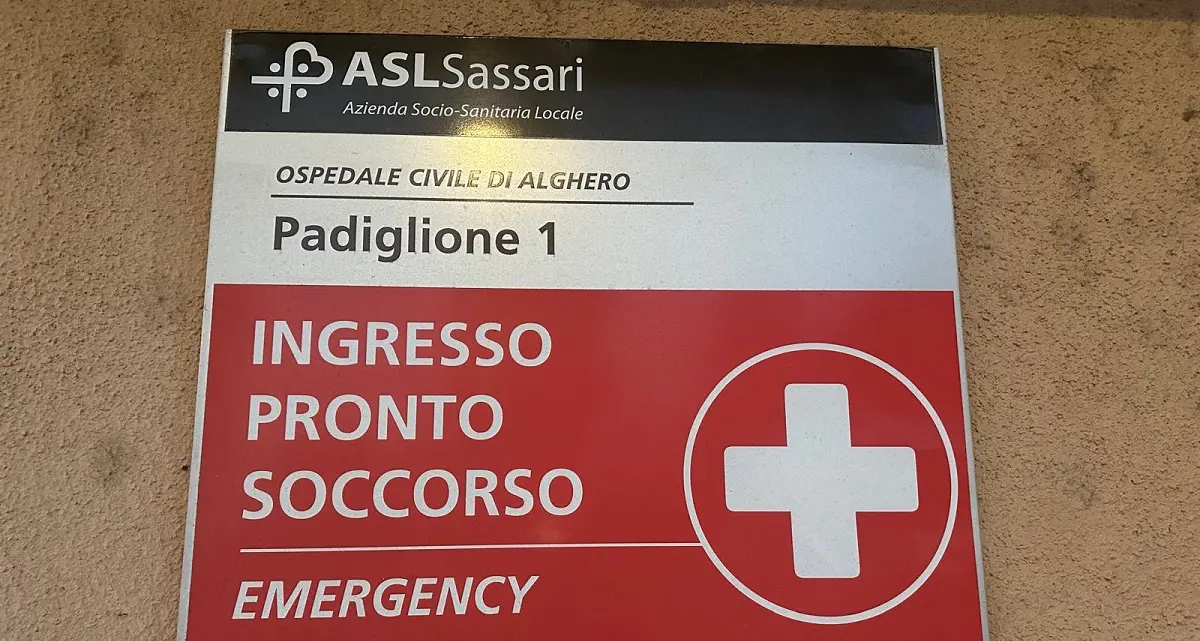 ASLSassari
Azienda Socio-Sanitaria Locale
OSPEDALE CIVILE DI ALGHERO
Padiglione 1
INGRESSO
PRONTO
SOCCORSO
EMERGENCY